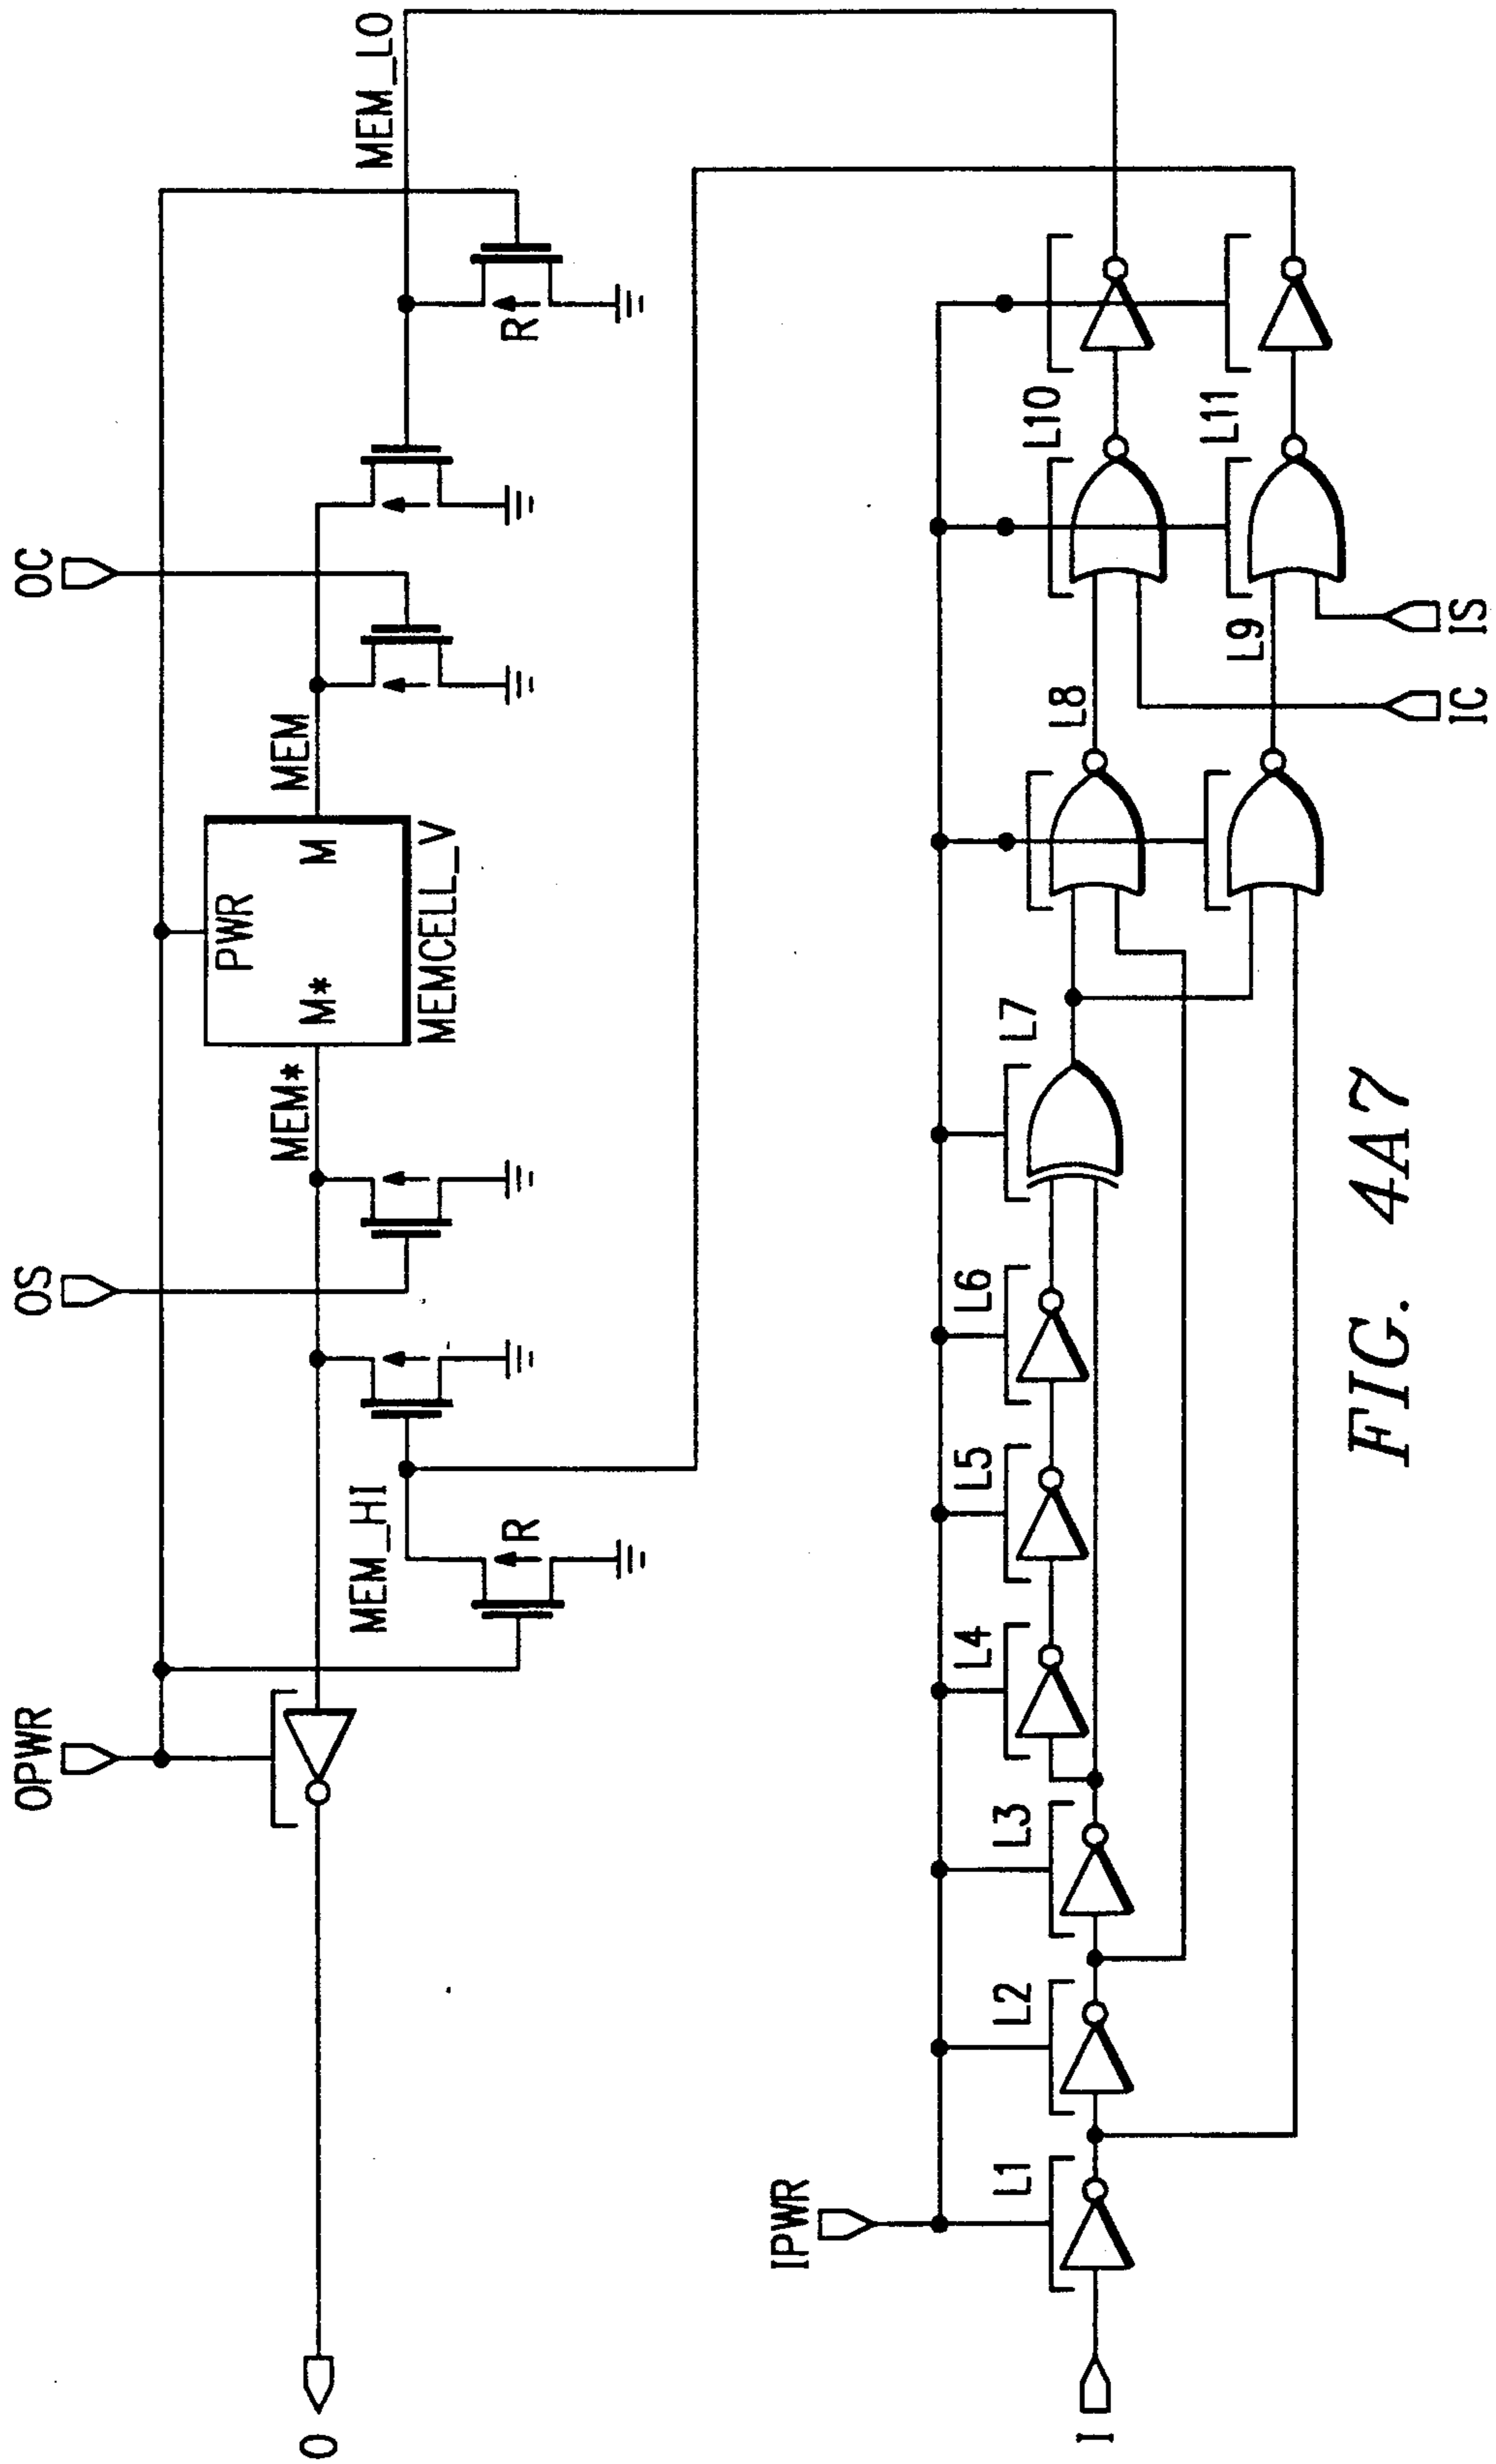 OPWR
OS
OC
MEM_LO
PWR
MEM*
M*
M
MEM
MEMCELL_V
MEM_HI
R
R
O
IPWR
L1
L2
L3
L4
L5
L6
L7
L8
L9
L10
L11
I
IC
IS
FIG. 4A7